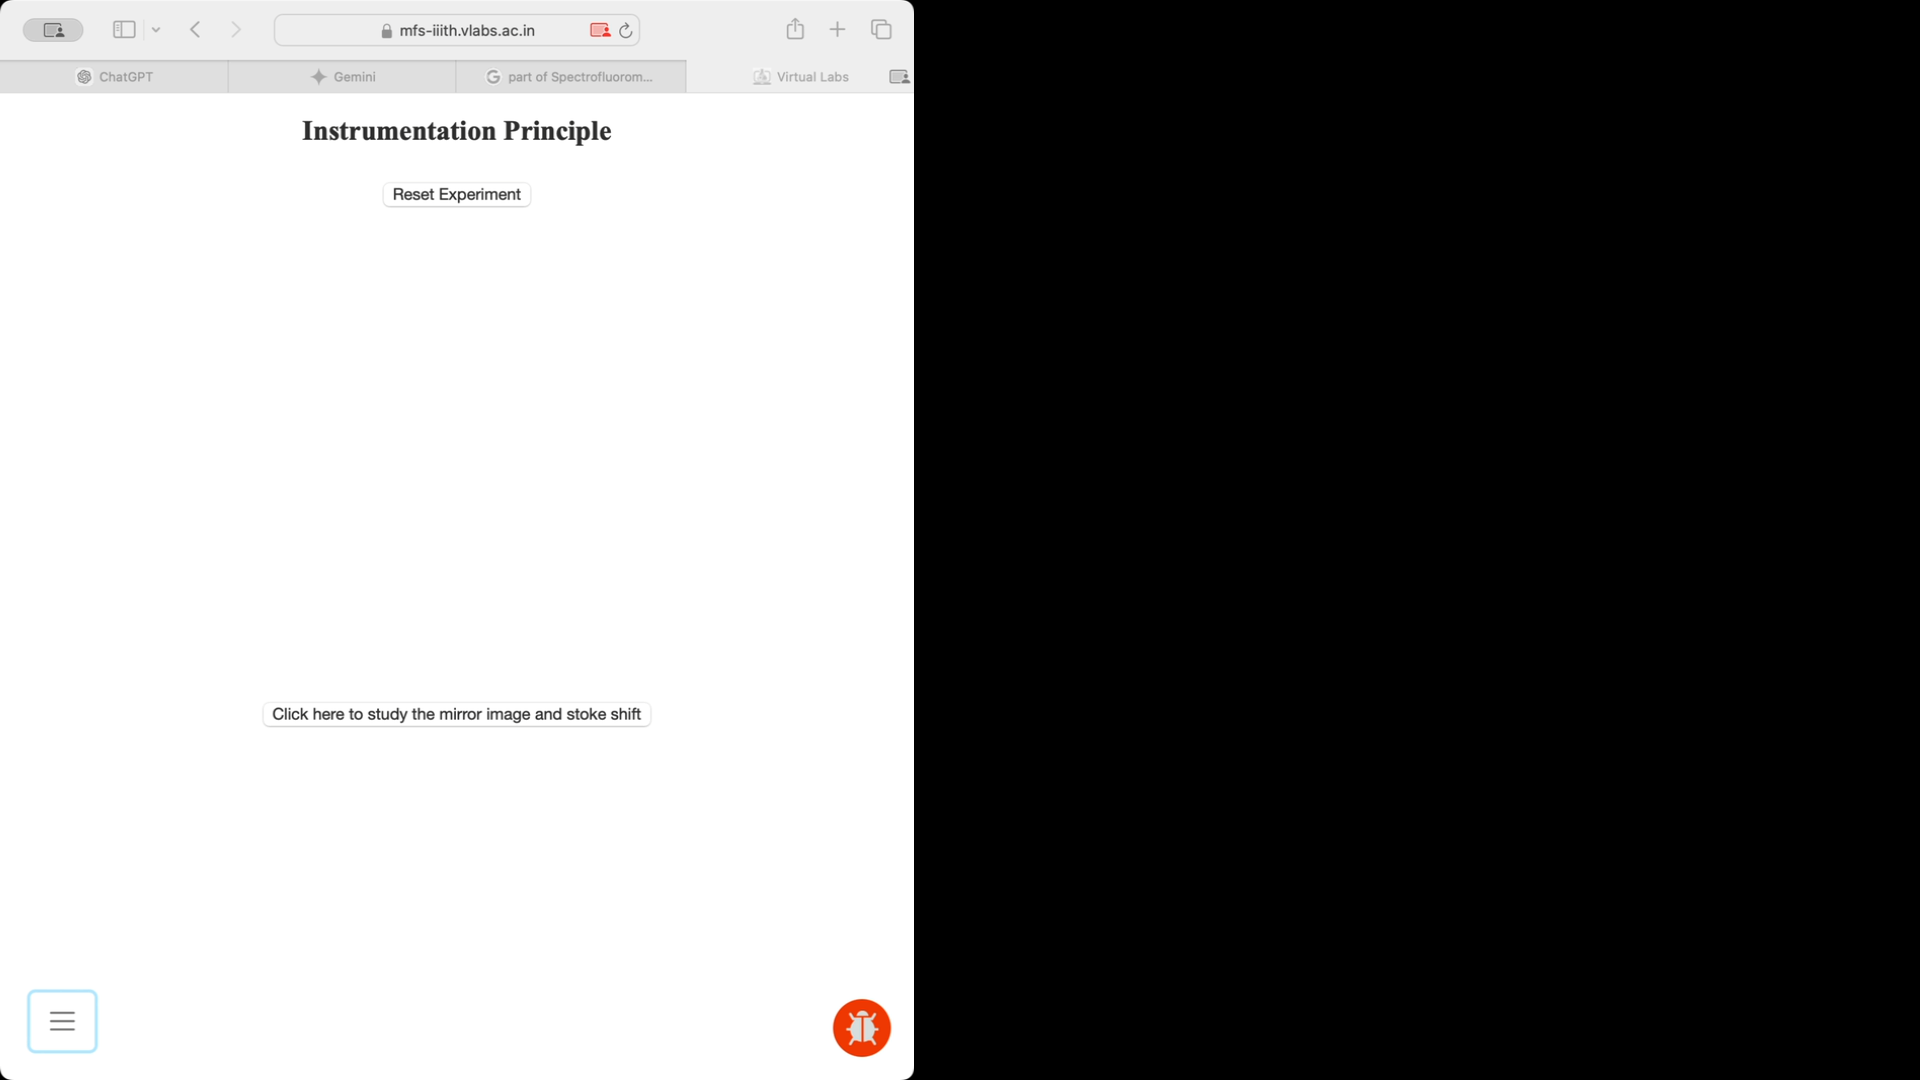 mfs-iiith.vlabs.ac.in
ChatGPT
Gemini
G part of Spectrofluorom...
Virtual Labs
Instrumentation Principle
Reset Experiment
Click here to study the mirror image and stoke shift